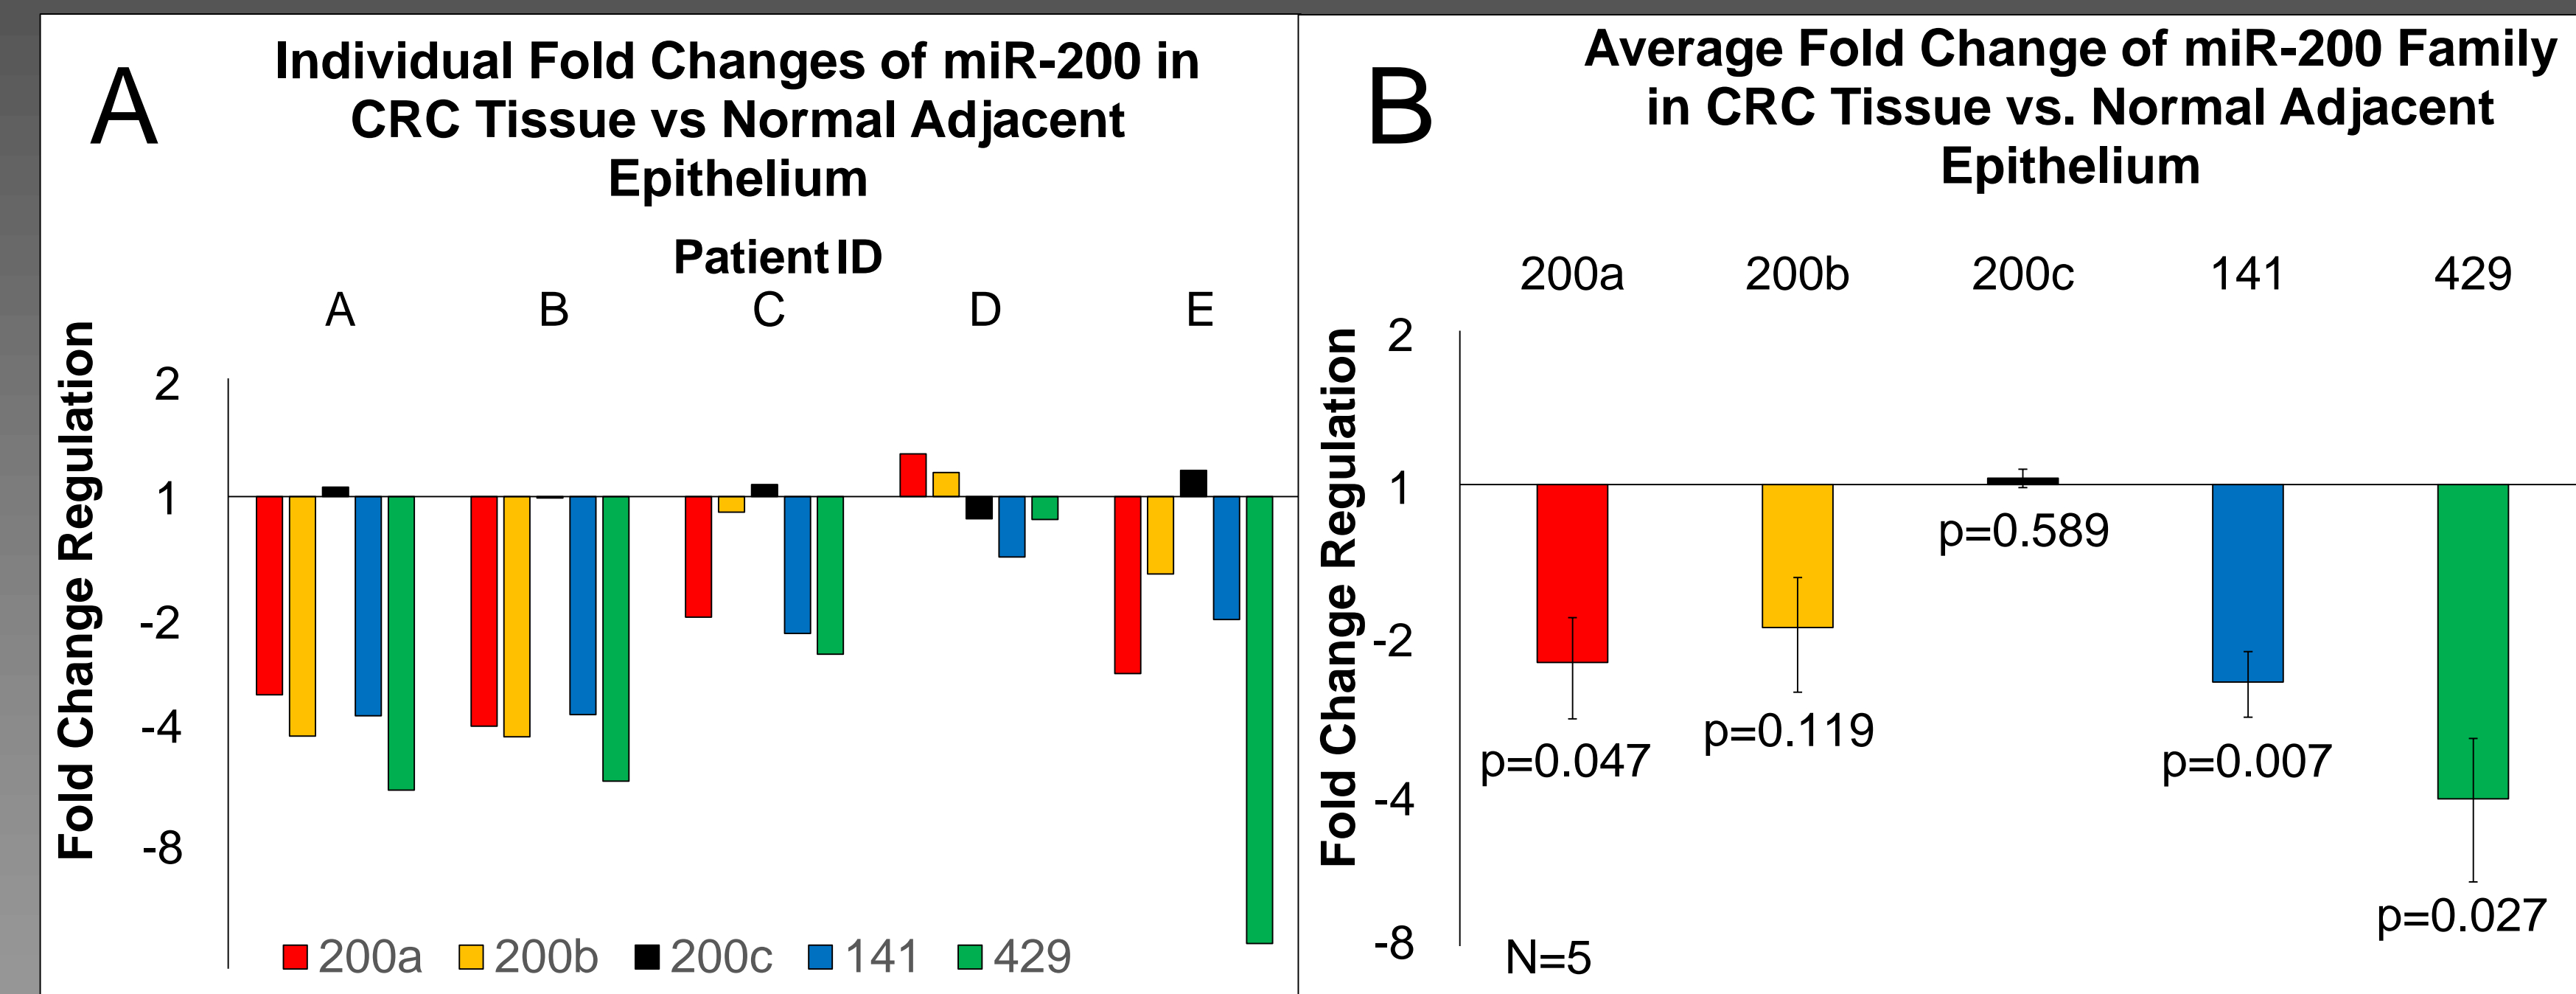 A
Individual Fold Changes of miR-200 in
CRC Tissue vs Normal Adjacent
Epithelium
Patient ID
A B C D E
Fold Change Regulation
2
1
-2
-4
-8
200a 200b 200c 141 429
B
Average Fold Change of miR-200 Family
in CRC Tissue vs. Normal Adjacent
Epithelium
200a 200b 200c 141 429
Fold Change Regulation
2
1
-2
-4
-8
p=0.047
p=0.119
p=0.589
p=0.007
p=0.027
N=5